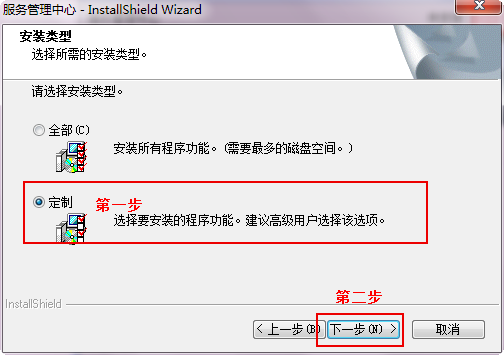 服务管理中心 - InstallShield Wizard
安装类型
选择所需的安装类型。
请选择安装类型。
全部(C)
安装所有程序功能。(需要最多的磁盘空间。)
定制
第一步
选择要安装的程序功能。建议高级用户选择该选项。
InstallShield
第二步
< 上一步(B)
下一步(N) >
取消